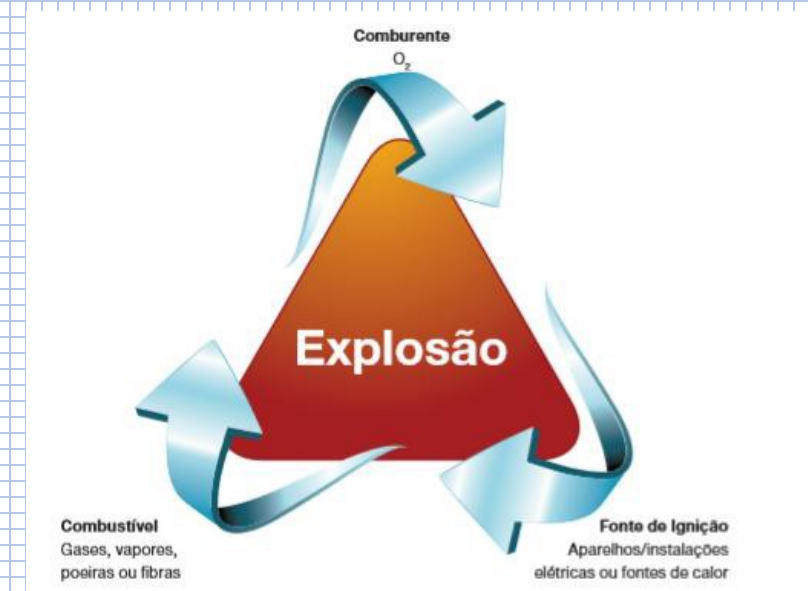 Comburente
O₂
Explosão
Combustível
Gases, vapores,
poeiras ou fibras
Fonte de Ignição
Aparelhos/instalações
elétricas ou fontes de calor